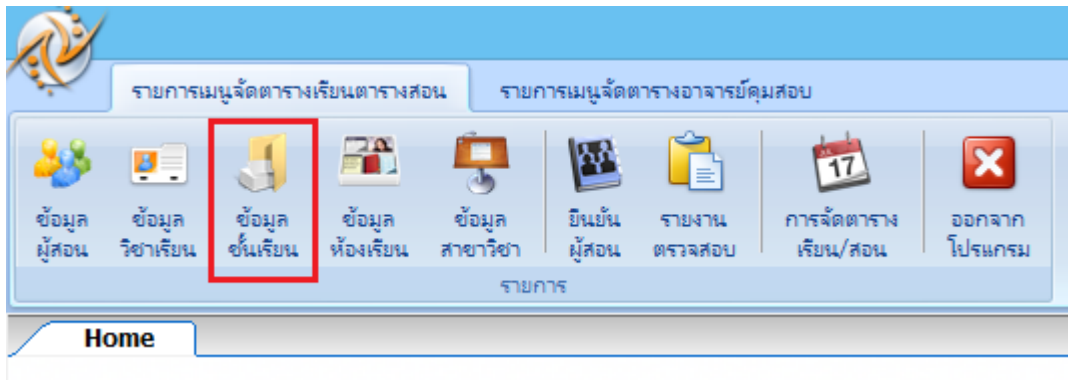 รายการเมนูจัดตารางเรียนตารางสอน รายการเมนูจัดตารางอาจารย์คุมสอบ
ข้อมูล ข้อมูล ข้อมูล ข้อมูล ข้อมูล ยืนยัน รายงาน การจัดตาราง ออกจาก
ผู้สอน วิชาเรียน ชั้นเรียน ห้องเรียน สาขาวิชา ผู้สอน ตรวจสอบ เรียน/สอน โปรแกรม
17
รายการ
Home